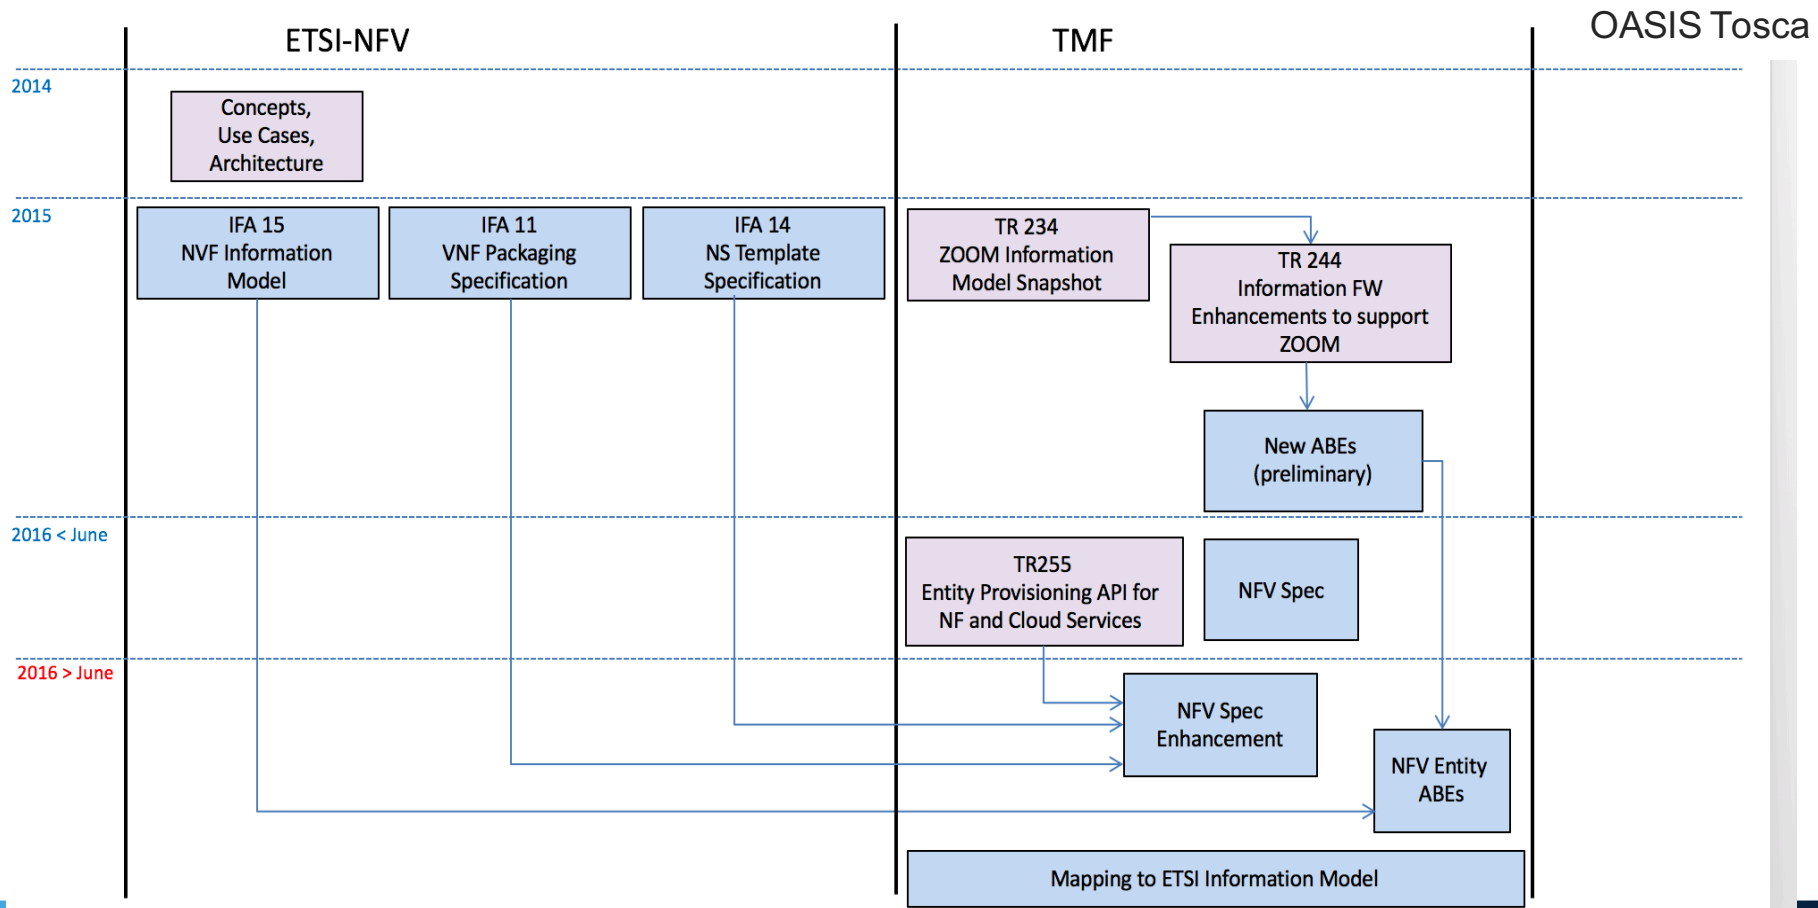 ETSI-NFV
TMF
OASIS Tosca
2014
Concepts,
Use Cases,
Architecture
2015
IFA 15
NVF Information
Model
IFA 11
VNF Packaging
Specification
IFA 14
NS Template
Specification
TR 234
ZOOM Information
Model Snapshot
TR 244
Information FW
Enhancements to support
ZOOM
New ABEs
(preliminary)
2016 < June
TR255
Entity Provisioning API for
NF and Cloud Services
NFV Spec
2016 > June
NFV Spec
Enhancement
NFV Entity
ABEs
Mapping to ETSI Information Model